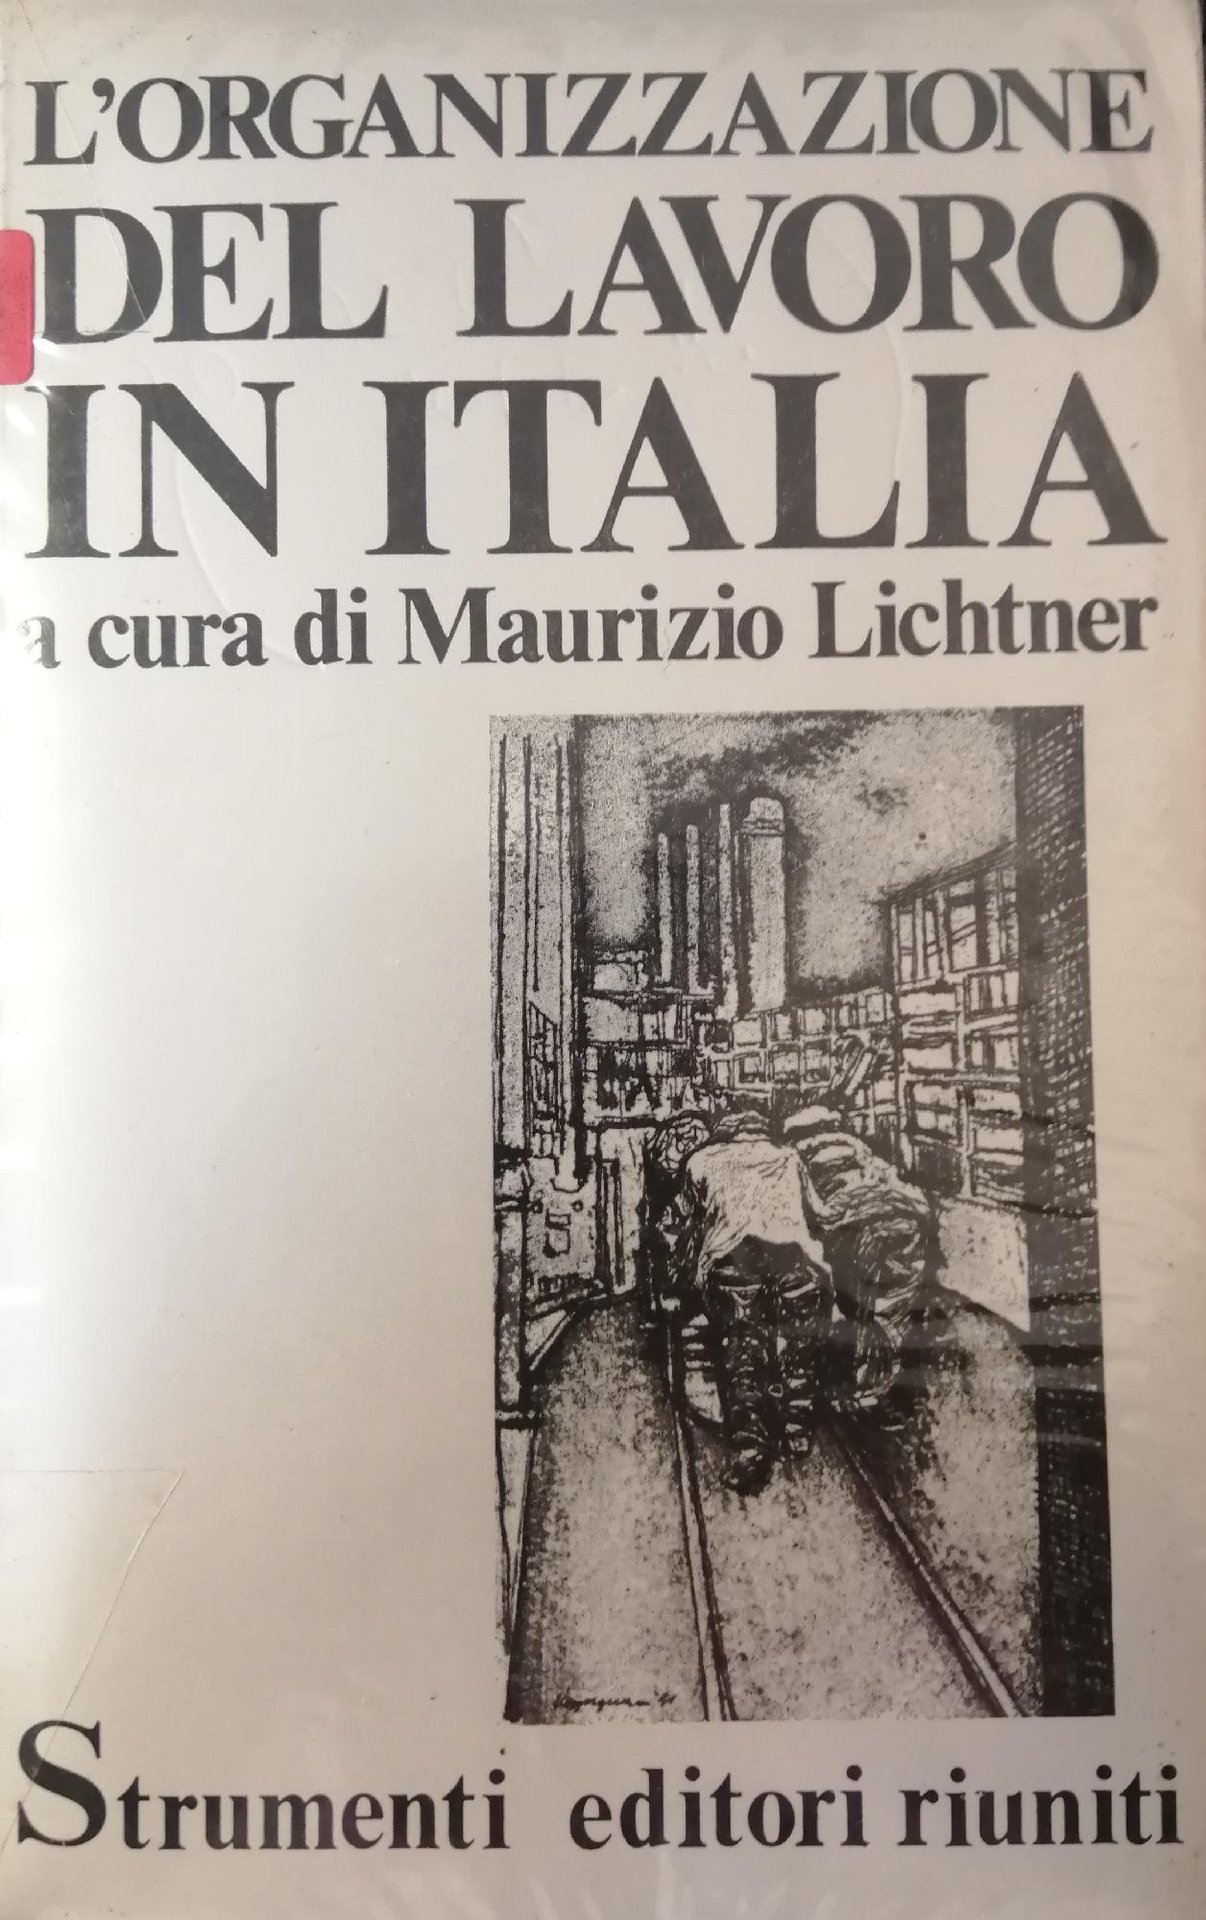 L'ORGANIZZAZIONE
DEL LAVORO
IN ITALIA
a cura di Maurizio Lichtner
Strumenti editori riuniti